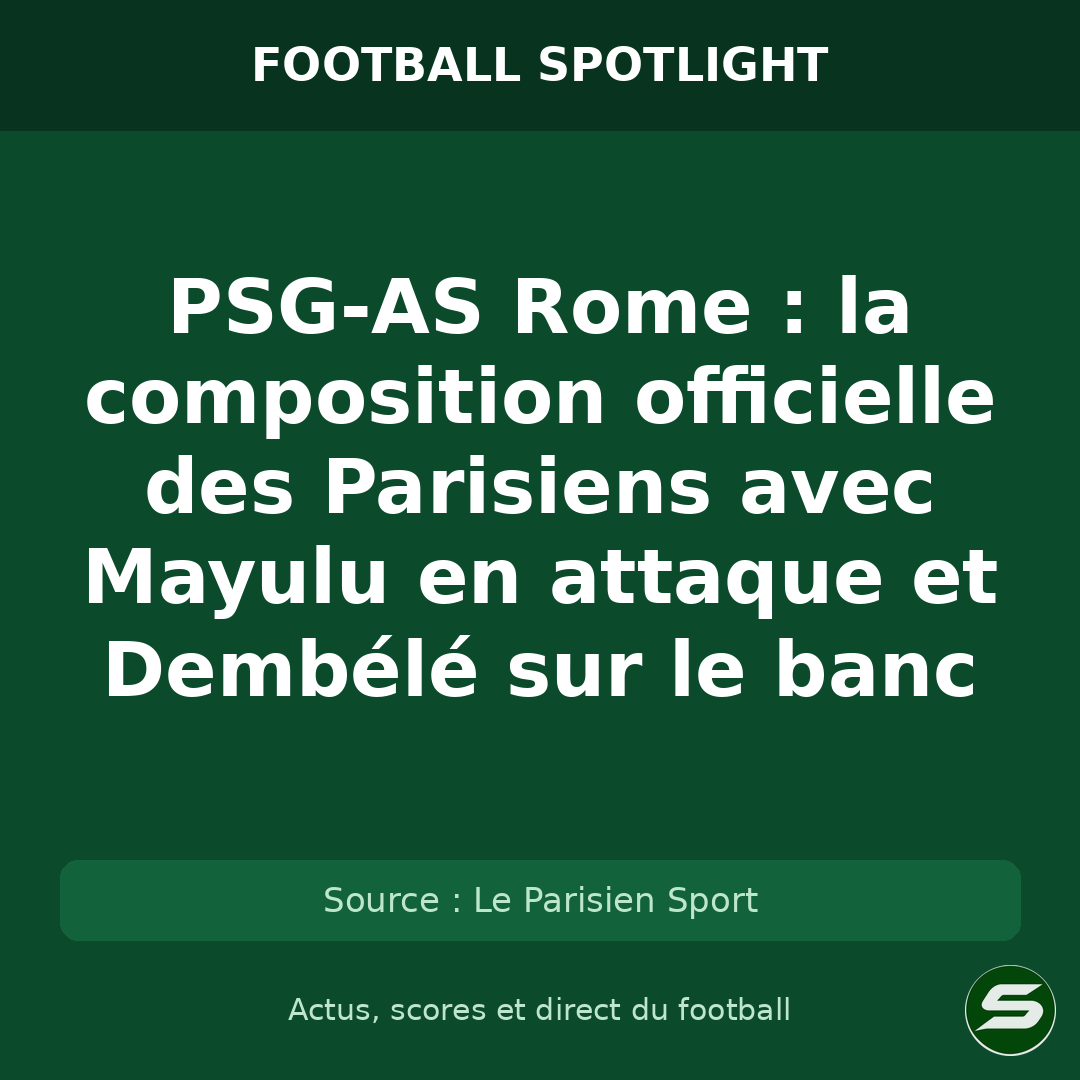 FOOTBALL SPOTLIGHT
PSG-AS Rome : la
composition officielle
des Parisiens avec
Mayulu en attaque et
Dembélé sur le banc
Source : Le Parisien Sport
Actus, scores et direct du football
S